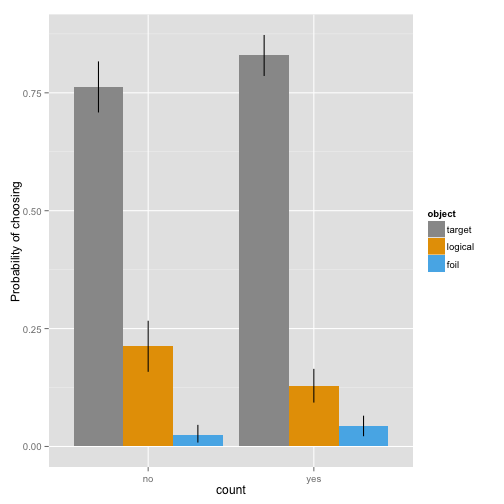 Probability of choosing
0.75
0.50
0.25
0.00
no
yes
count
object
target
logical
foil